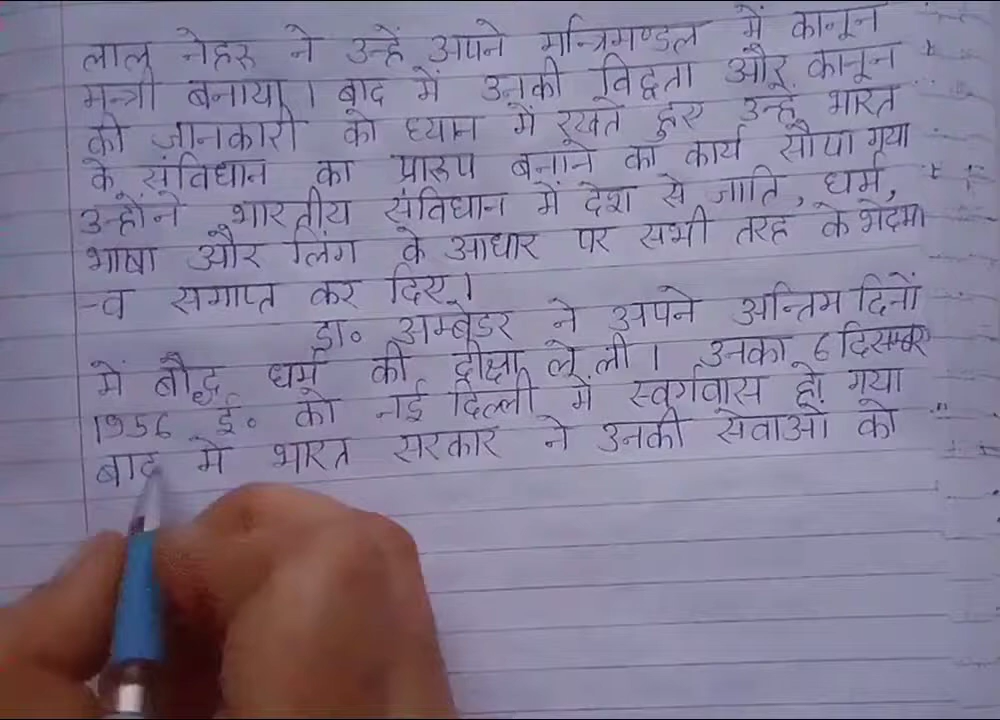 लालू नेहरू ने उन्हें अपने मन्त्रिमण्डल में कानून
मन्त्री बनाया। बाद में उनकी विद्वता और कानून
की जानकारी को ध्यान में रखते हुए उन्हें भारत
के संविधान का प्रारूप बनाने का कार्य सौपा गया
उन्होंने भारतीय संविधान में देश से जाति, धर्म,
भाषा और लिंग के आधार पर सभी तरह के भेदभा
-व समाप्त कर दिए।
डा० अम्बेडर ने अपने अन्तिम दिनों
में बौद्ध धर्म की दीक्षा ले ली। उनका 6 दिसम्बर
1956 ई० को नई दिल्ली में स्वर्गवास हो गया
बाद में भारत सरकार ने उनकी सेवाओं को